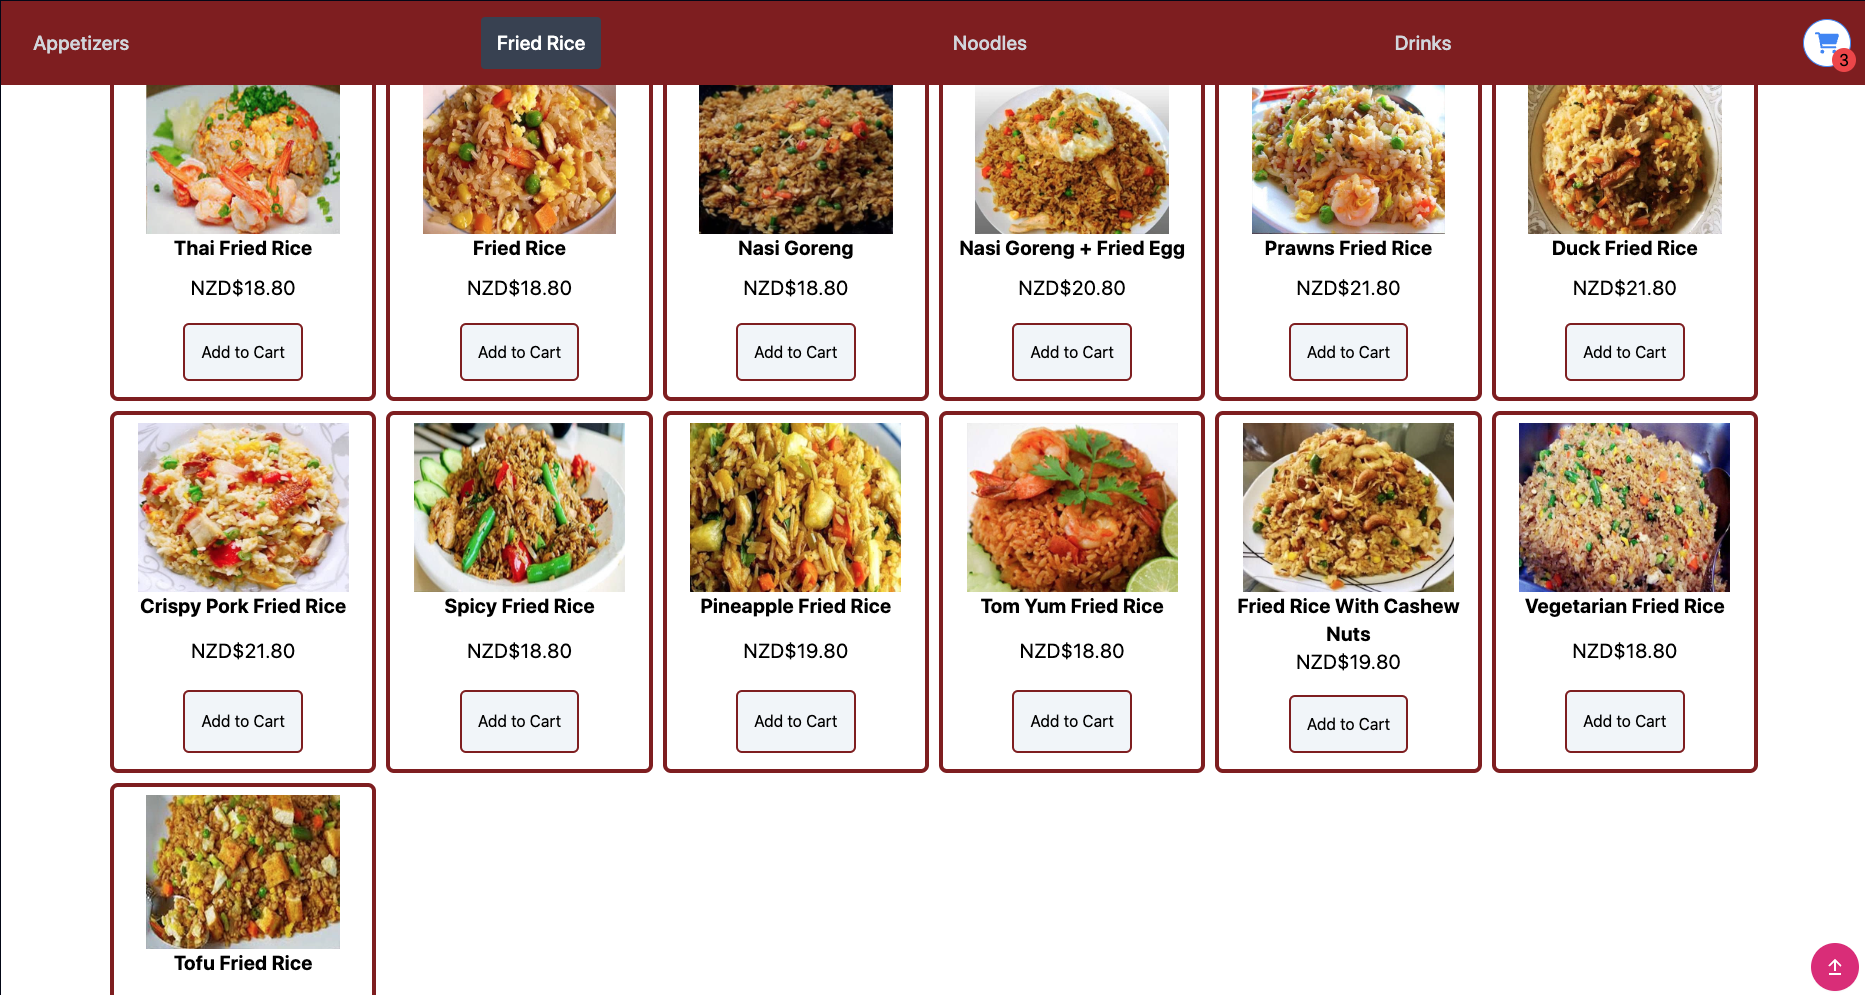 Appetizers
Fried Rice
Noodles
Drinks
3
Thai Fried Rice
NZD$18.80
Add to Cart
Fried Rice
NZD$18.80
Add to Cart
Nasi Goreng
NZD$18.80
Add to Cart
Nasi Goreng + Fried Egg
NZD$20.80
Add to Cart
Prawns Fried Rice
NZD$21.80
Add to Cart
Duck Fried Rice
NZD$21.80
Add to Cart
Crispy Pork Fried Rice
NZD$21.80
Add to Cart
Spicy Fried Rice
NZD$18.80
Add to Cart
Pineapple Fried Rice
NZD$19.80
Add to Cart
Tom Yum Fried Rice
NZD$18.80
Add to Cart
Fried Rice With Cashew
Nuts
NZD$19.80
Add to Cart
Vegetarian Fried Rice
NZD$18.80
Add to Cart
Tofu Fried Rice